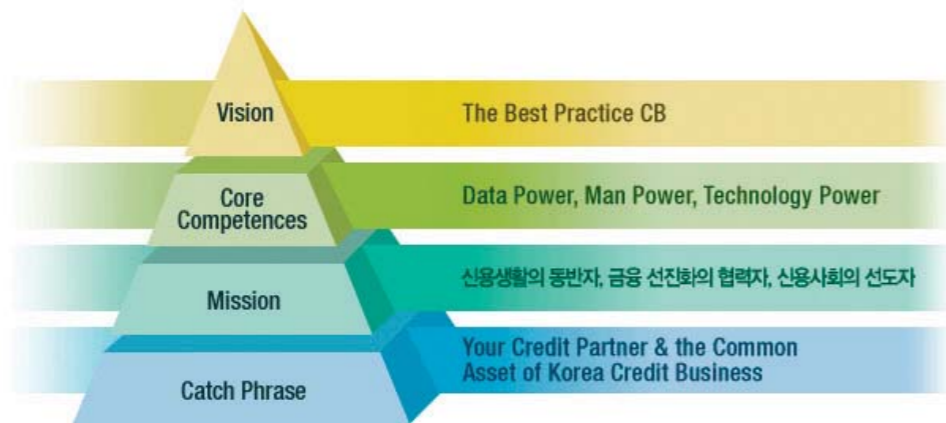 Vision
The Best Practice CB
Core
Competences
Data Power, Man Power, Technology Power
Mission
신용생활의 동반자, 금융 선진화의 협력자, 신용사회의 선도자
Catch Phrase
Your Credit Partner & the Common
Asset of Korea Credit Business